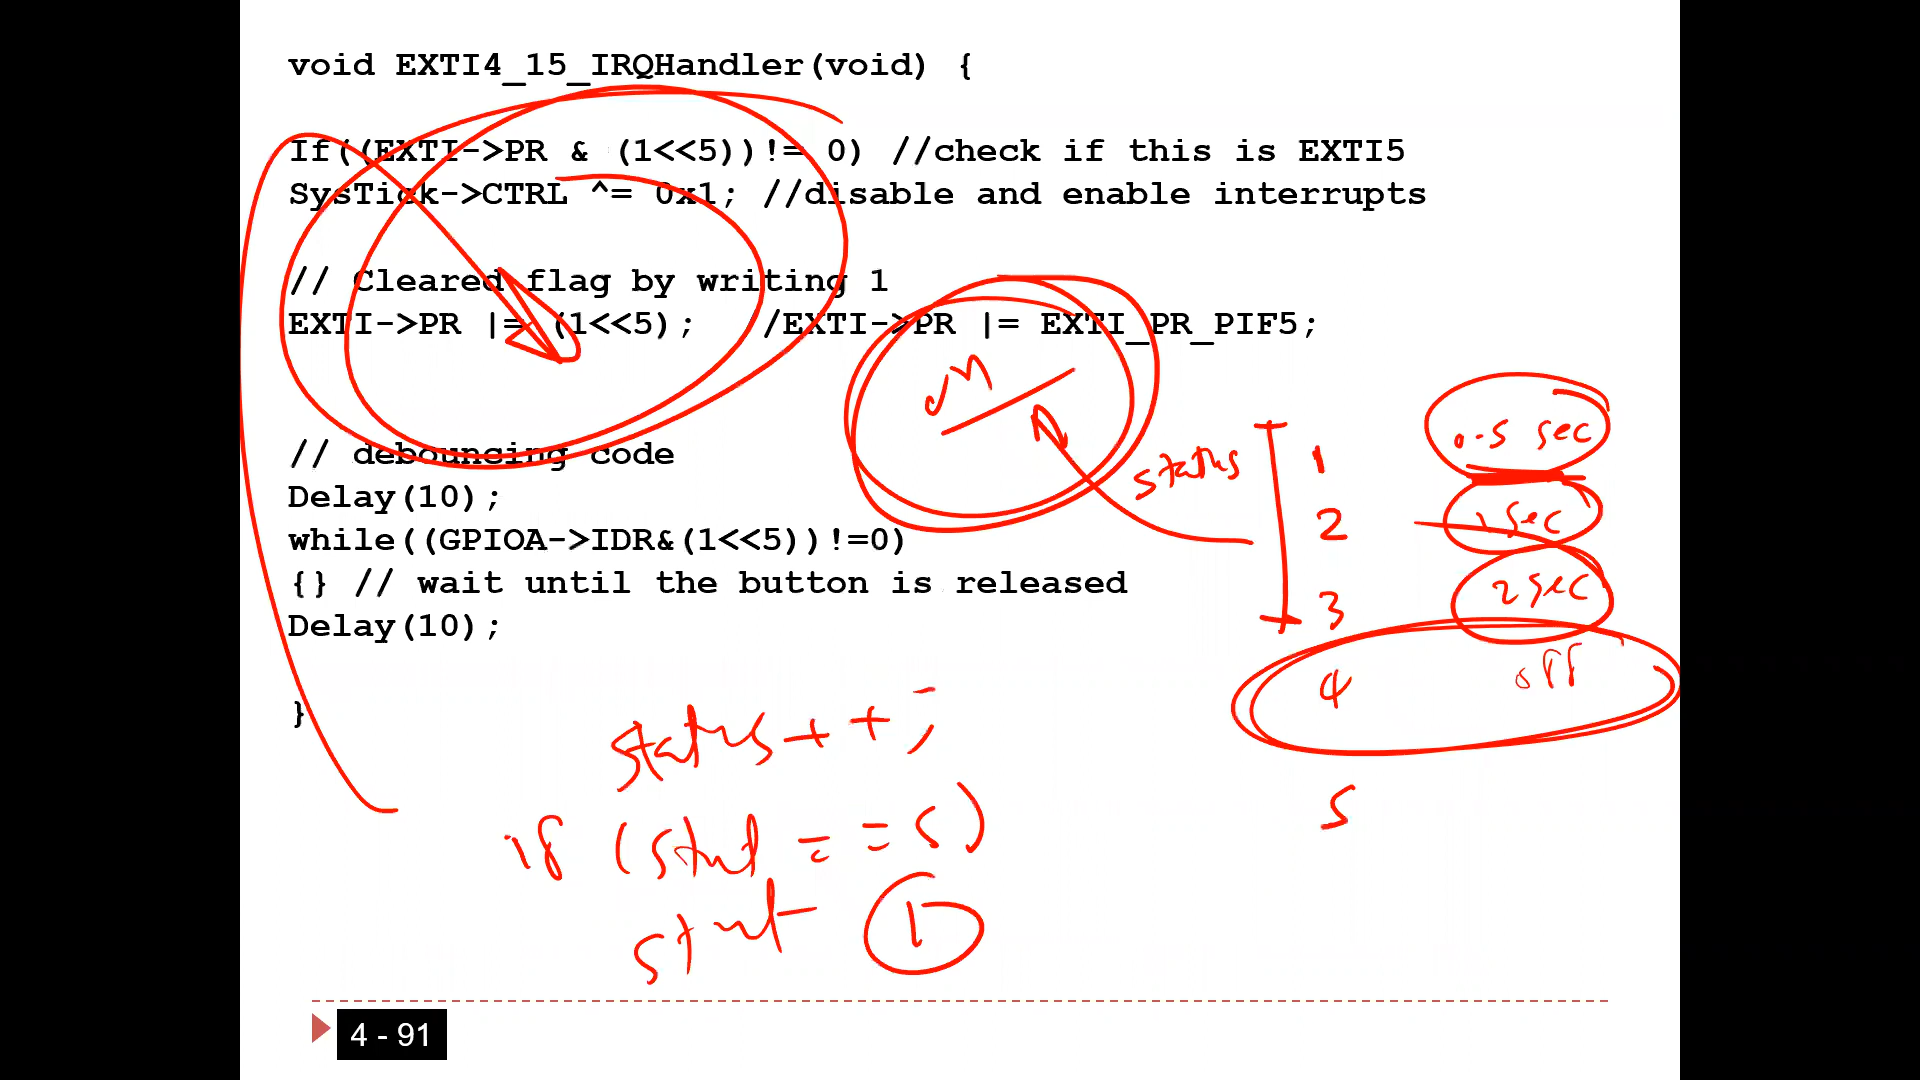 void EXTI4_15_IRQHandler(void) {
If((EXTI->PR & (1<<5))!= 0) //check if this is EXTI5
SysTick->CTRL ^= 0x1; //disable and enable interrupts
// Cleared flag by writing 1
EXTI->PR |= (1<<5); /EXTI->PR |= EXTI_PR_PIF5;
// debouncing code
Delay(10);
while((GPIOA->IDR&(1<<5))!=0)
{} // wait until the button is released
Delay(10);
}
status
1 0.5 sec
2 1 sec
3 2 sec
4 off
5
status++;
if (stat == 5)
stat 1
4 - 91